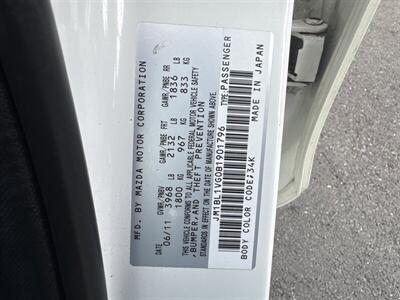 MFD. BY MAZDA MOTOR CORPORATION
DATE GVWR/PNBV GAWR/PNBE FRT GAWR/PNBE RR
06/11 3968 LB 2132 LB 1836 LB
1800 KG 967 KG 833 KG
THIS VEHICLE CONFORMS TO ALL APPLICABLE FEDERAL MOTOR VEHICLE SAFETY
,BUMPER,AND THEFT PREVENTION
STANDARDS IN EFFECT ON THE DATE OF MANUFACTURE SHOWN ABOVE.
JM1BL1VG0B1901796 TYPE:PASSENGER
BODY COLOR CODE:34K MADE IN JAPAN